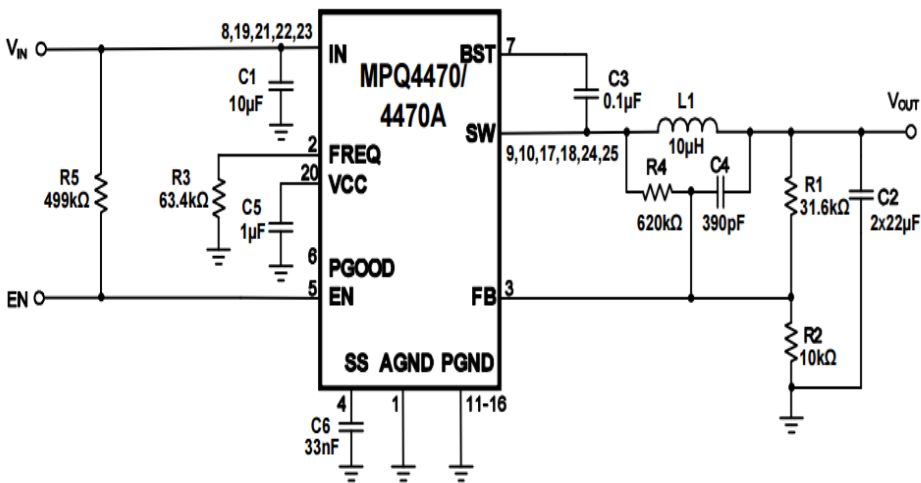 8,19,21,22,23
VIN
IN
BST
7
C1
10µF
MPQ4470/
4470A
C3
0.1µF
L1
10µH
VOUT
SW
9,10,17,18,24,25
2
FREQ
20
VCC
R5
499kΩ
R3
63.4kΩ
C5
1µF
R4
620kΩ
C4
390pF
R1
31.6kΩ
C2
2x22µF
6
PGOOD
EN
5
EN
FB
3
R2
10kΩ
SS
AGND
PGND
4
1
11-16
C6
33nF